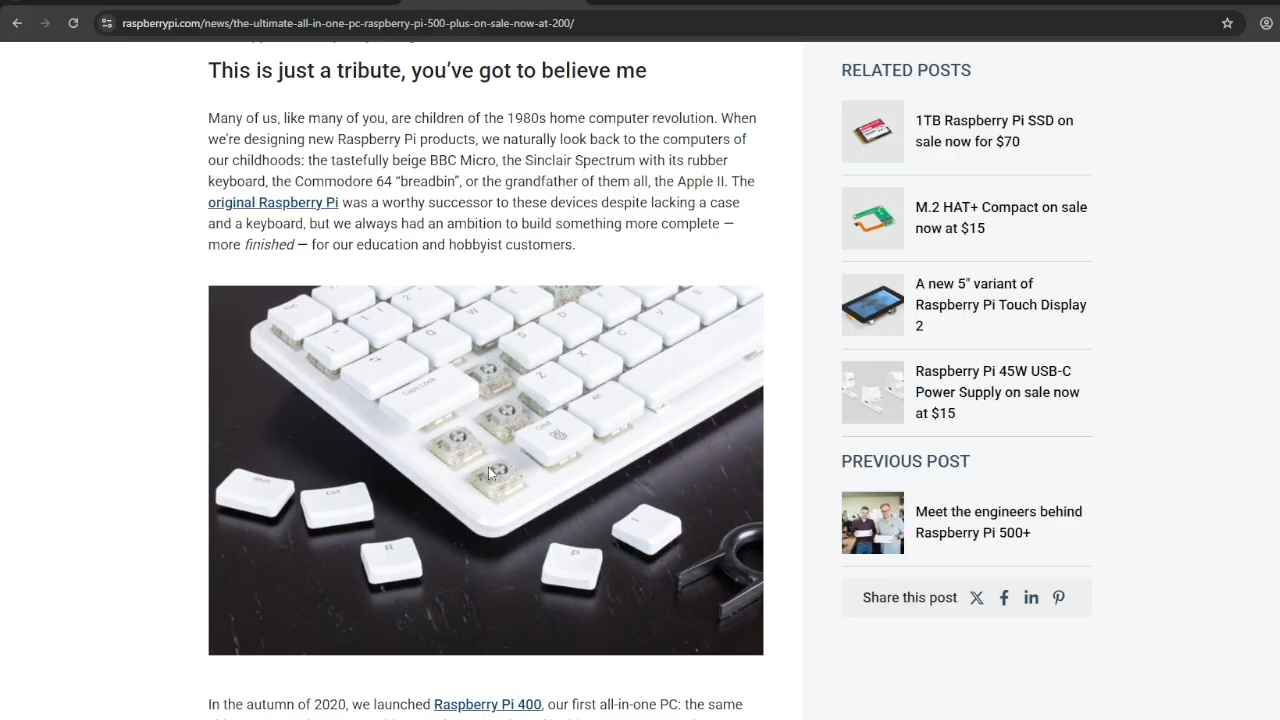 raspberrypi.com/news/the-ultimate-all-in-one-pc-raspberry-pi-500-plus-on-sale-now-at-200/
This is just a tribute, you've got to believe me
Many of us, like many of you, are children of the 1980s home computer revolution. When
we're designing new Raspberry Pi products, we naturally look back to the computers of
our childhoods: the tastefully beige BBC Micro, the Sinclair Spectrum with its rubber
keyboard, the Commodore 64 “breadbin”, or the grandfather of them all, the Apple II. The
original Raspberry Pi was a worthy successor to these devices despite lacking a case
and a keyboard, but we always had an ambition to build something more complete —
more finished — for our education and hobbyist customers.
Esc
2
W
E
Q
S
D
Caps Lock
Z
X
C
V
Alt
Cmd
Shift
Ctrl
R
P
I
In the autumn of 2020, we launched Raspberry Pi 400, our first all-in-one PC: the same
RELATED POSTS
1TB Raspberry Pi SSD on
sale now for $70
M.2 HAT+ Compact on sale
now at $15
A new 5" variant of
Raspberry Pi Touch Display
2
Raspberry Pi 45W USB-C
Power Supply on sale now
at $15
PREVIOUS POST
Meet the engineers behind
Raspberry Pi 500+
Share this post